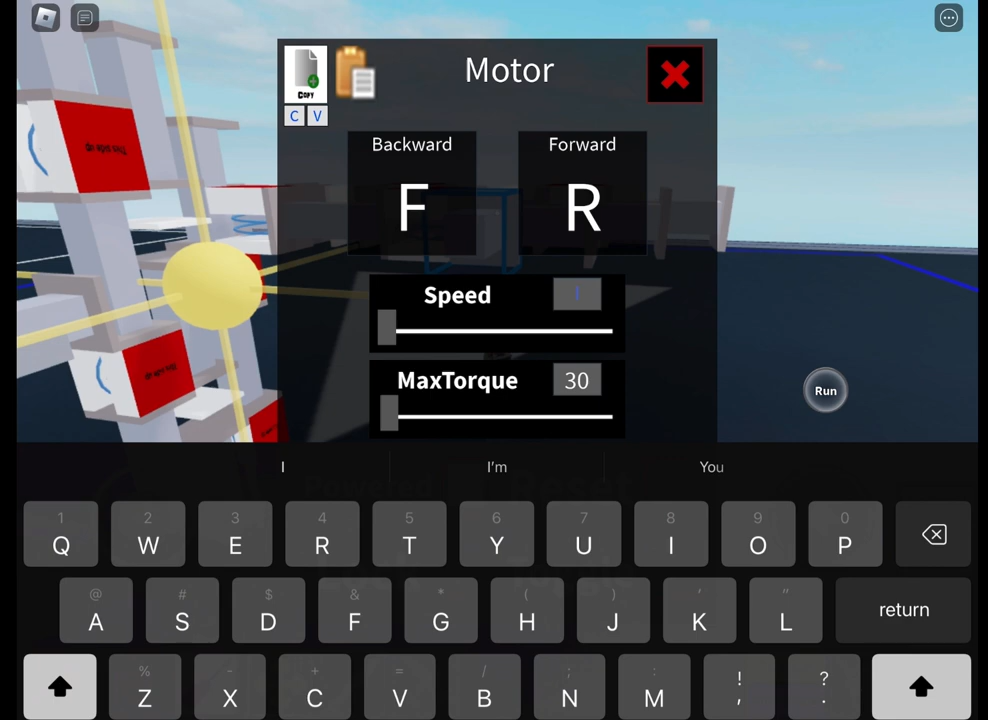 Motor
COPY
C V
Backward
Forward
F
R
Speed
MaxTorque
30
Run
I
I'm
You
1 2 3 4 5 6 7 8 9 0
Q W E R T Y U I O P
@ # $ & * ( ) ' "
A S D F G H J K L
return
% - + = / ; : ! ?
Z X C V B N M , .